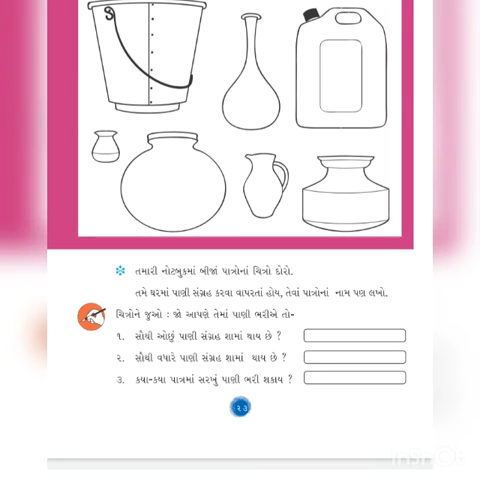 તમારી નોટબુકમાં બીજાં પાત્રોનાં ચિત્રો દોરો.
તમે ઘરમાં પાણી સંગ્રહ કરવા વાપરતાં હોય, તેવાં પાત્રોનાં નામ પણ લખો.
ચિત્રોને જુઓ : જો આપણે તેમાં પાણી ભરીએ તો-
૧. સૌથી ઓછું પાણી સંગ્રહ શામાં થાય છે ?
૨. સૌથી વધારે પાણી સંગ્રહ શામાં થાય છે ?
૩. કયા-કયા પાત્રમાં સરખું પાણી ભરી શકાય ?
૨૩